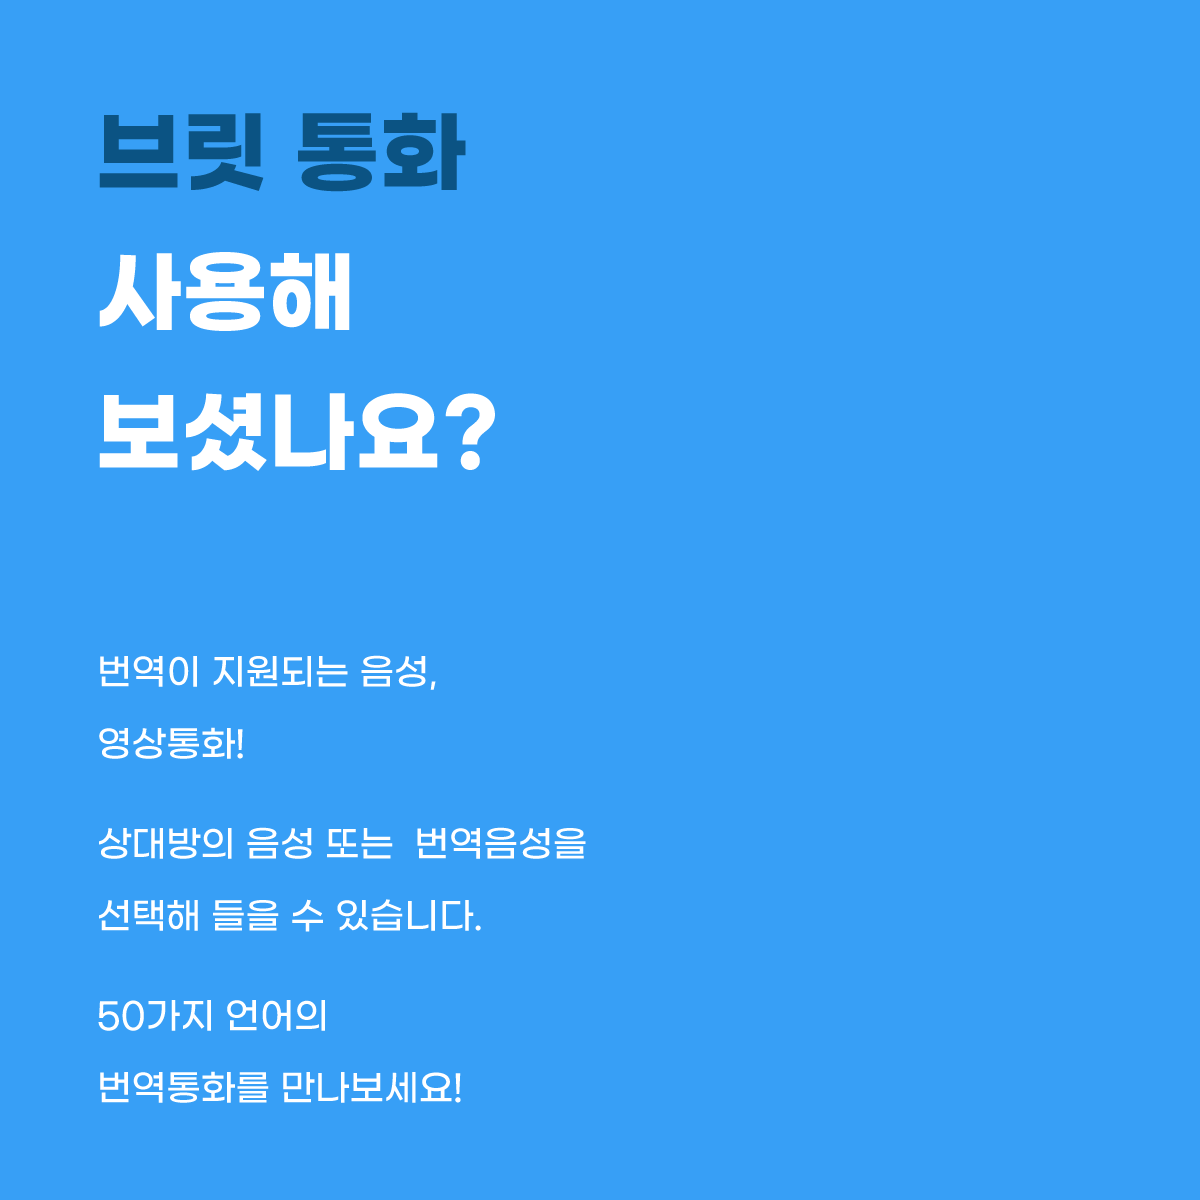 브릿 통화
사용해
보셨나요?
번역이 지원되는 음성,
영상통화!
상대방의 음성 또는  번역음성을
선택해 들을 수 있습니다.
50가지 언어의
번역통화를 만나보세요!